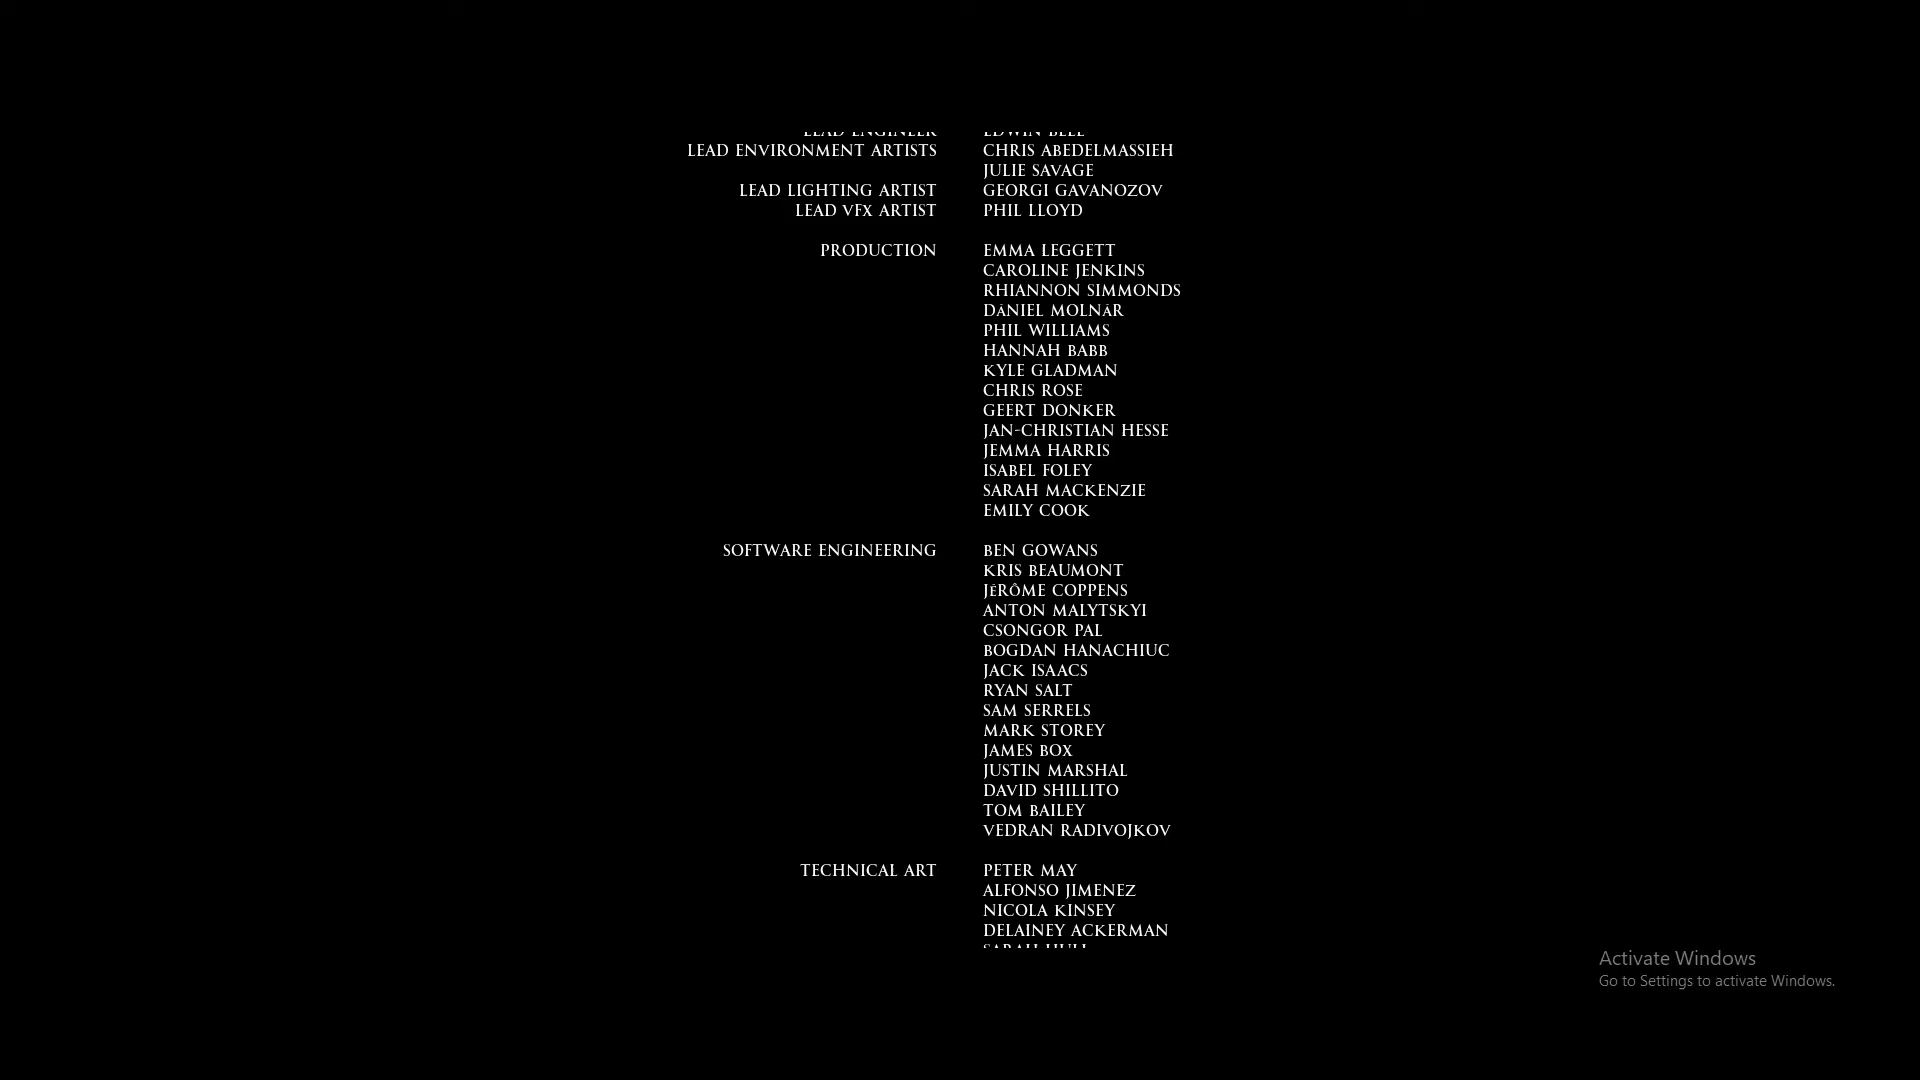 LEAD ENGINEER EDWIN BELL
LEAD ENVIRONMENT ARTISTS CHRIS ABEDELMASSIEH
JULIE SAVAGE
LEAD LIGHTING ARTIST GEORGI GAVANOZOV
LEAD VFX ARTIST PHIL LLOYD
PRODUCTION EMMA LEGGETT
CAROLINE JENKINS
RHIANNON SIMMONDS
DÁNIEL MOLNÁR
PHIL WILLIAMS
HANNAH BABB
KYLE GLADMAN
CHRIS ROSE
GEERT DONKER
JAN-CHRISTIAN HESSE
JEMMA HARRIS
ISABEL FOLEY
SARAH MACKENZIE
EMILY COOK
SOFTWARE ENGINEERING BEN GOWANS
KRIS BEAUMONT
JÉRÔME COPPENS
ANTON MALYTSKYI
CSONGOR PAL
BOGDAN HANACHIUC
JACK ISAACS
RYAN SALT
SAM SERRELS
MARK STOREY
JAMES BOX
JUSTIN MARSHAL
DAVID SHILLITO
TOM BAILEY
VEDRAN RADIVOJKOV
TECHNICAL ART PETER MAY
ALFONSO JIMENEZ
NICOLA KINSEY
DELAINEY ACKERMAN
SARAH
Activate Windows
Go to Settings to activate Windows.